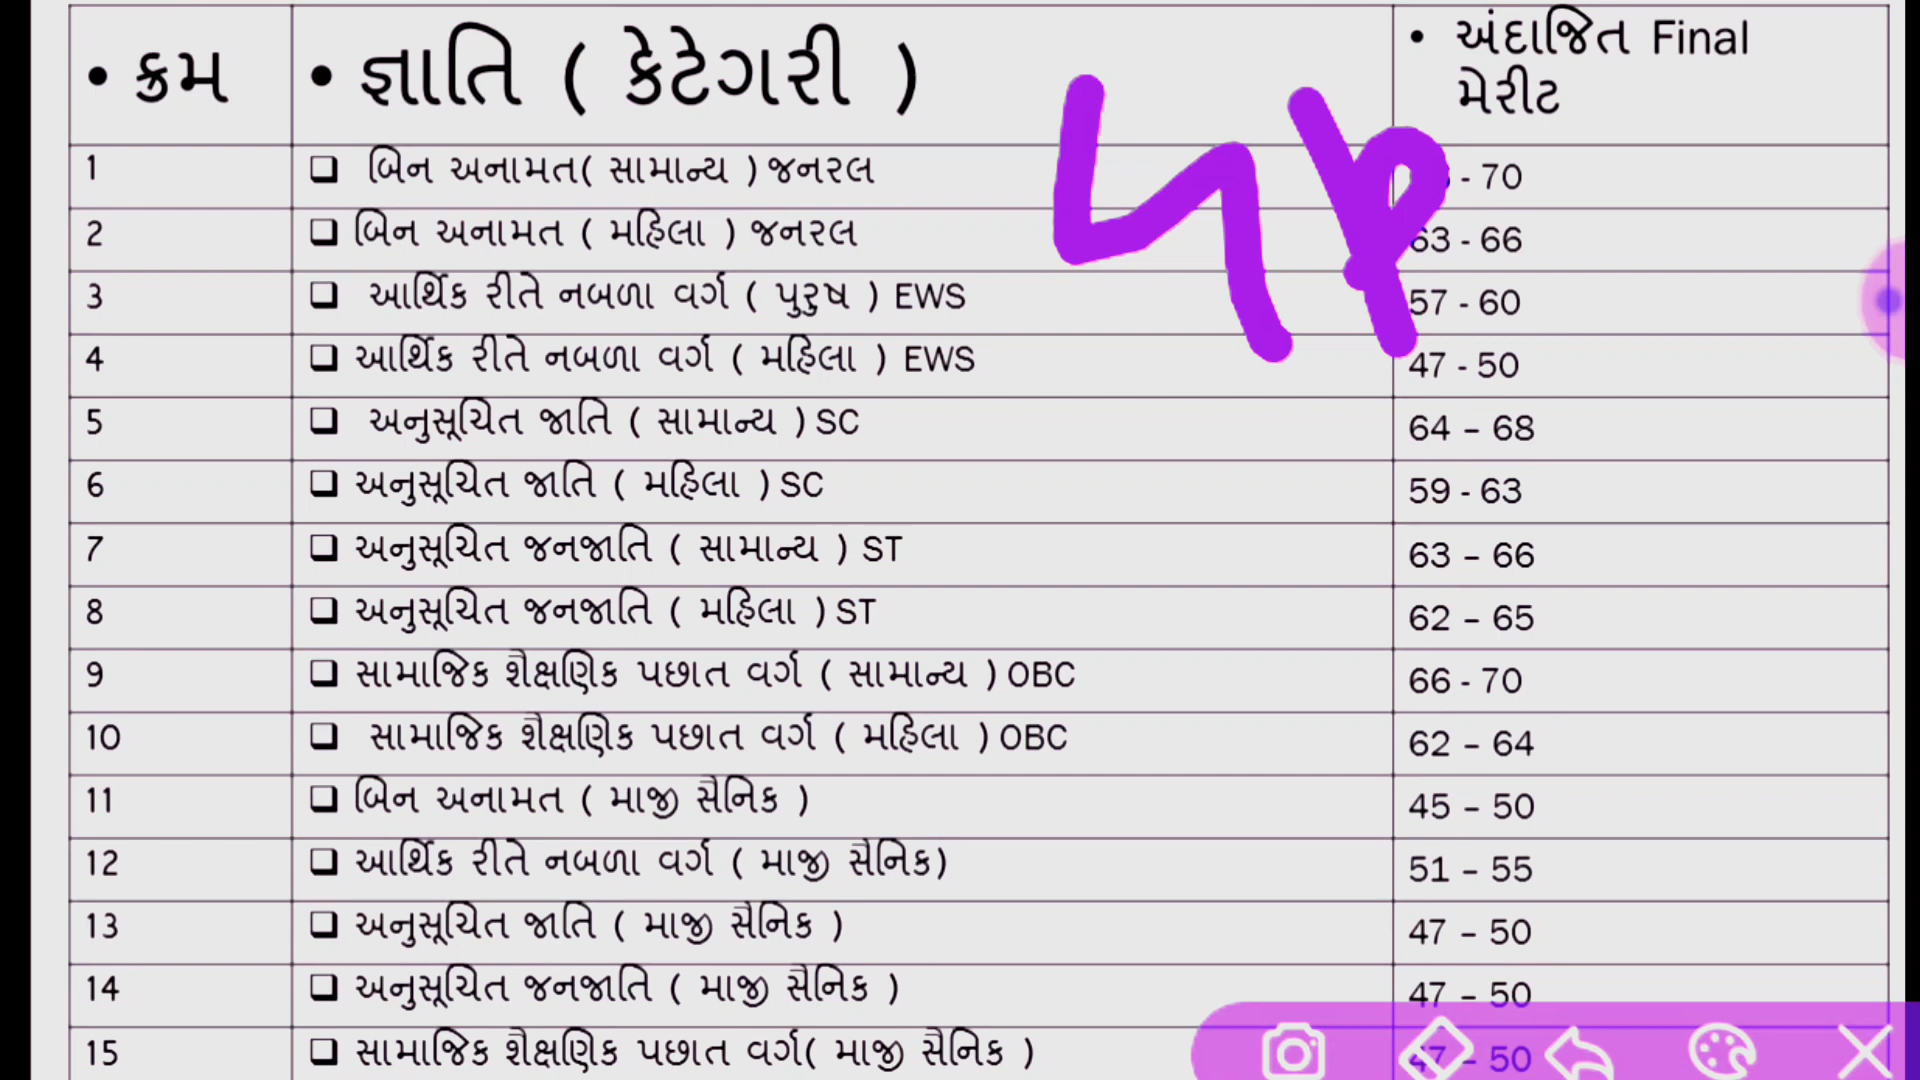 • ક્રમ • જ્ઞાતિ ( કેટેગરી ) • અંદાજિત Final
મેરીટ
1 ❑ બિન અનામત( સામાન્ય ) જનરલ - 70
2 ❑ બિન અનામત ( મહિલા ) જનરલ 63 - 66
3 ❑ આર્થિક રીતે નબળા વર્ગ ( પુરુષ ) EWS 57 - 60
4 ❑ આર્થિક રીતે નબળા વર્ગ ( મહિલા ) EWS 47 - 50
5 ❑ અનુસૂચિત જાતિ ( સામાન્ય ) SC 64 – 68
6 ❑ અનુસૂચિત જાતિ ( મહિલા ) SC 59 - 63
7 ❑ અનુસૂચિત જનજાતિ ( સામાન્ય ) ST 63 – 66
8 ❑ અનુસૂચિત જનજાતિ ( મહિલા ) ST 62 – 65
9 ❑ સામાજિક શૈક્ષણિક પછાત વર્ગ ( સામાન્ય ) OBC 66 - 70
10 ❑ સામાજિક શૈક્ષણિક પછાત વર્ગ ( મહિલા ) OBC 62 – 64
11 ❑ બિન અનામત ( માજી સૈનિક ) 45 – 50
12 ❑ આર્થિક રીતે નબળા વર્ગ ( માજી સૈનિક) 51 – 55
13 ❑ અનુસૂચિત જાતિ ( માજી સૈનિક ) 47 – 50
14 ❑ અનુસૂચિત જનજાતિ ( માજી સૈનિક ) 47 – 50
15 ❑ સામાજિક શૈક્ષણિક પછાત વર્ગ( માજી સૈનિક ) 47 – 50